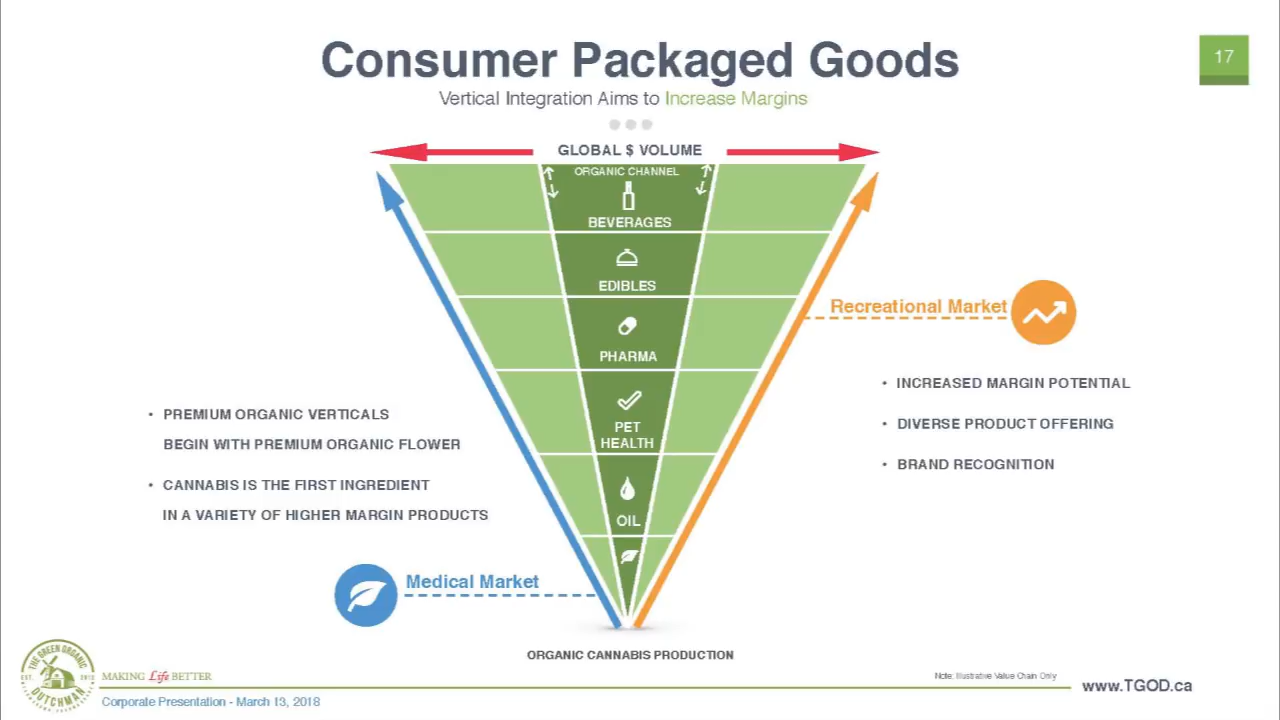 Consumer Packaged Goods
17
Vertical Integration Aims to Increase Margins
GLOBAL $ VOLUME
ORGANIC CHANNEL
BEVERAGES
EDIBLES
PHARMA
PET
HEALTH
OIL
Recreational Market
• INCREASED MARGIN POTENTIAL
• DIVERSE PRODUCT OFFERING
• BRAND RECOGNITION
• PREMIUM ORGANIC VERTICALS
BEGIN WITH PREMIUM ORGANIC FLOWER
• CANNABIS IS THE FIRST INGREDIENT
IN A VARIETY OF HIGHER MARGIN PRODUCTS
Medical Market
ORGANIC CANNABIS PRODUCTION
THE GREEN ORGANIC
EST. 2012
DUTCHMAN
MAKING Life BETTER
Corporate Presentation - March 13, 2018
Note: Illustrative Value Chain Only
www.TGOD.ca